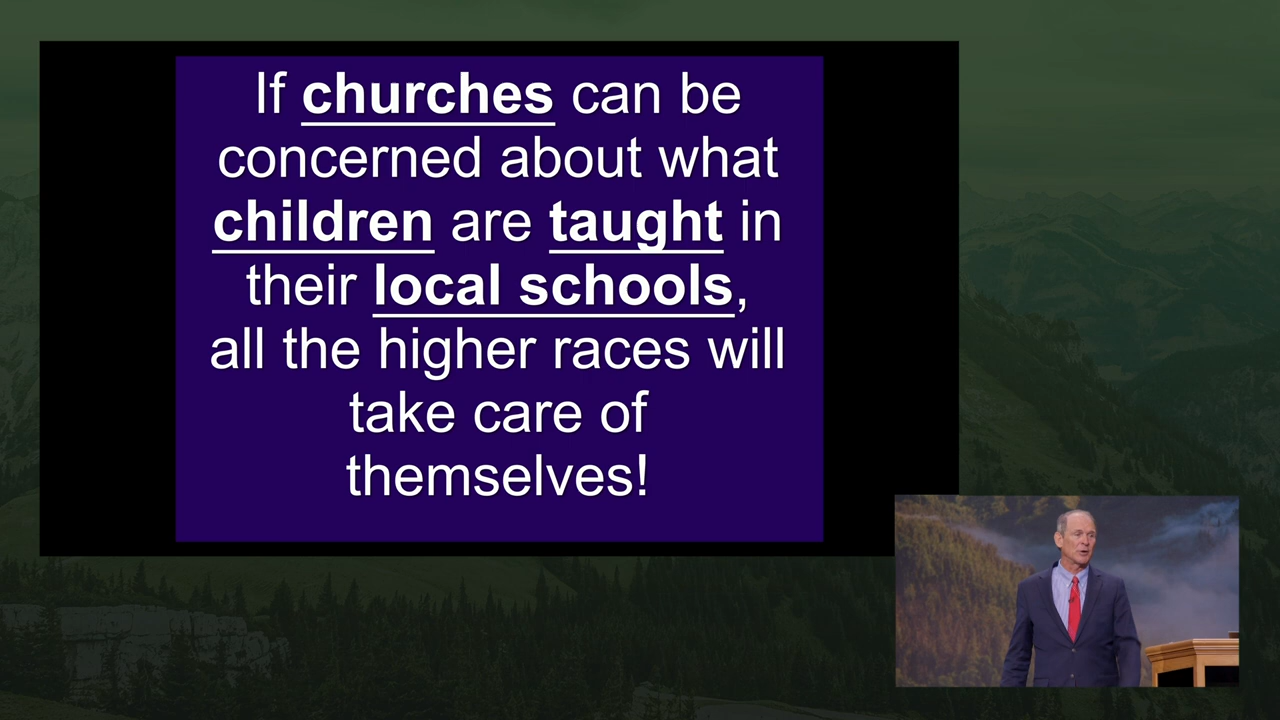 If churches can be
concerned about what
children are taught in
their local schools,
all the higher races will
take care of
themselves!